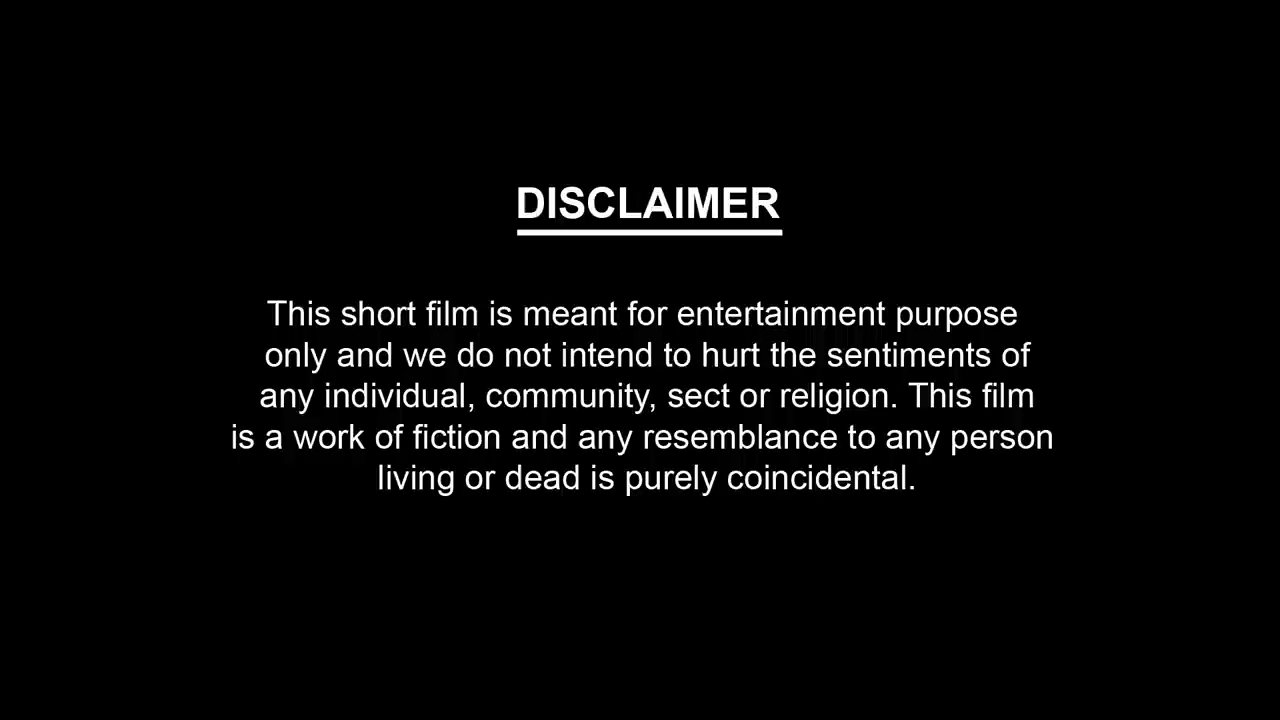 DISCLAIMER
This short film is meant for entertainment purpose
only and we do not intend to hurt the sentiments of
any individual, community, sect or religion. This film
is a work of fiction and any resemblance to any person
living or dead is purely coincidental.